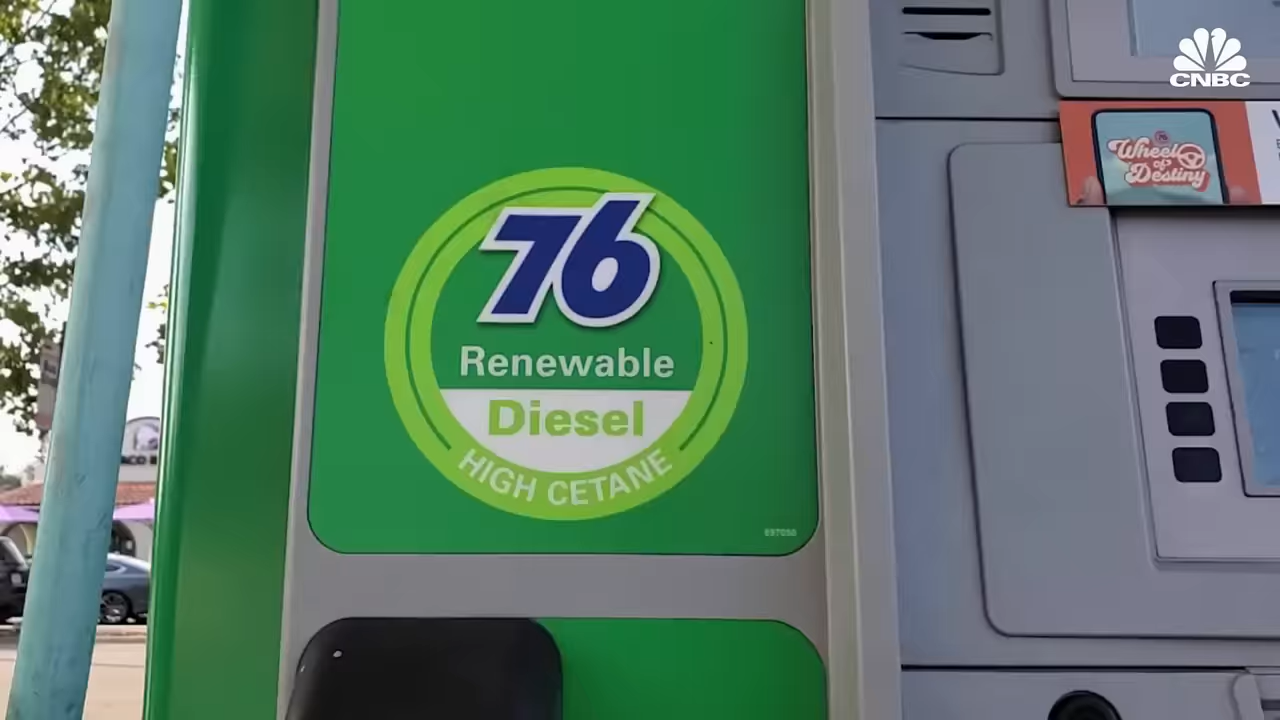 CNBC
Wheel
of
Destiny
76
Renewable
Diesel
HIGH CETANE